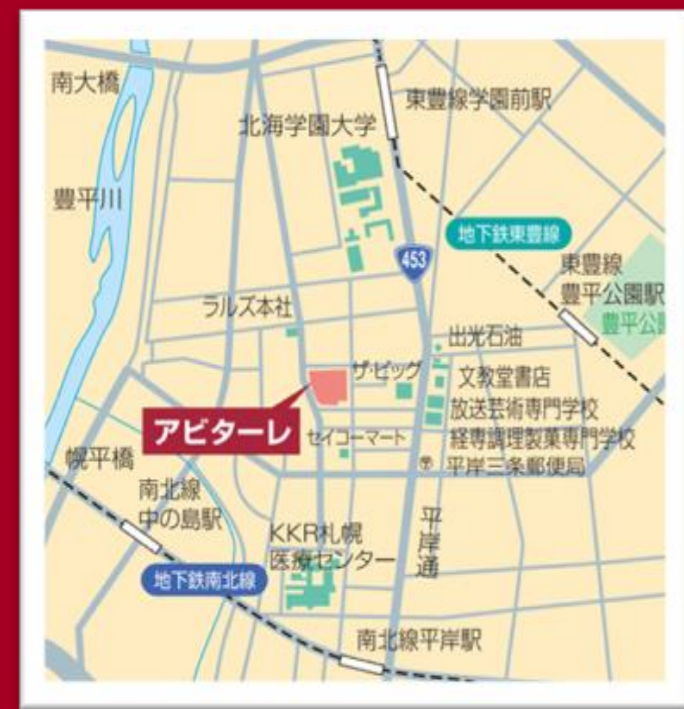 南大橋
東豊線学園前駅
北海学園大学
豊平川
地下鉄東豊線
453
東豊線
豊平公園駅
豊平公
ラルズ本社
出光石油
ザ・ビッグ
文教堂書店
放送芸術専門学校
アビターレ
セイコーマート
経専調理製菓専門学校
〒平岸三条郵便局
幌平橋
南北線
中の島駅
KKR札幌
医療センター
平岸通
地下鉄南北線
南北線平岸駅